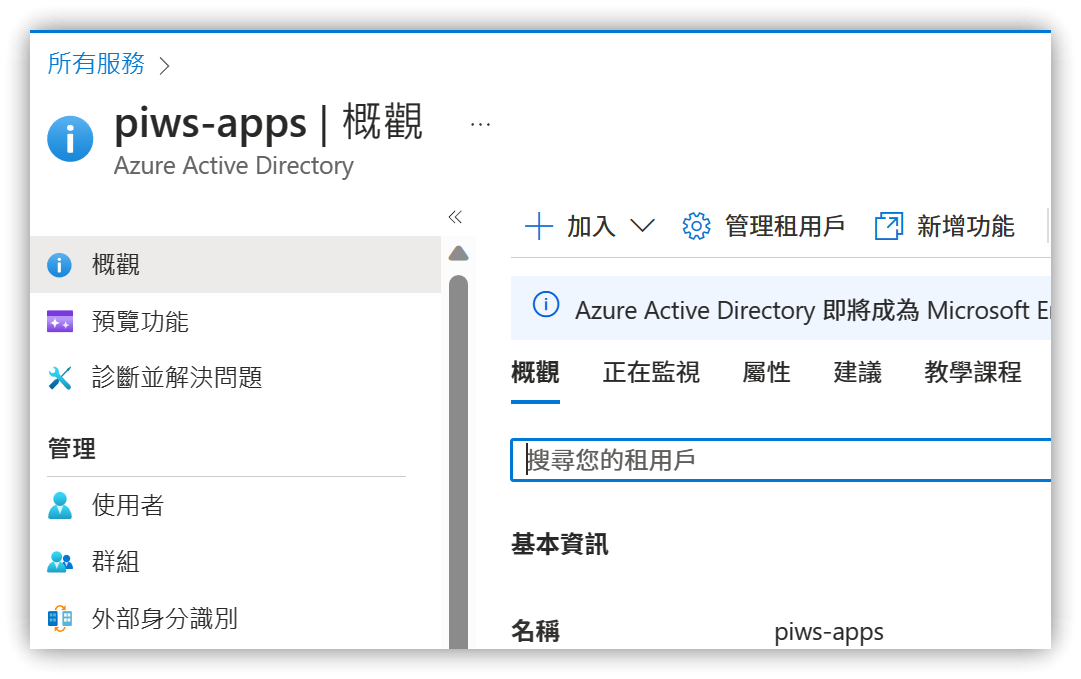 所有服務 >
piws-apps | 概觀 ...
Azure Active Directory
«
概觀
預覽功能
診斷並解決問題
管理
使用者
群組
外部身分識別
加入 管理租用戶 新增功能
Azure Active Directory 即將成為 Microsoft
概觀 正在監視 屬性 建議 教學課程
搜尋您的租用戶
基本資訊
名稱 piws-apps